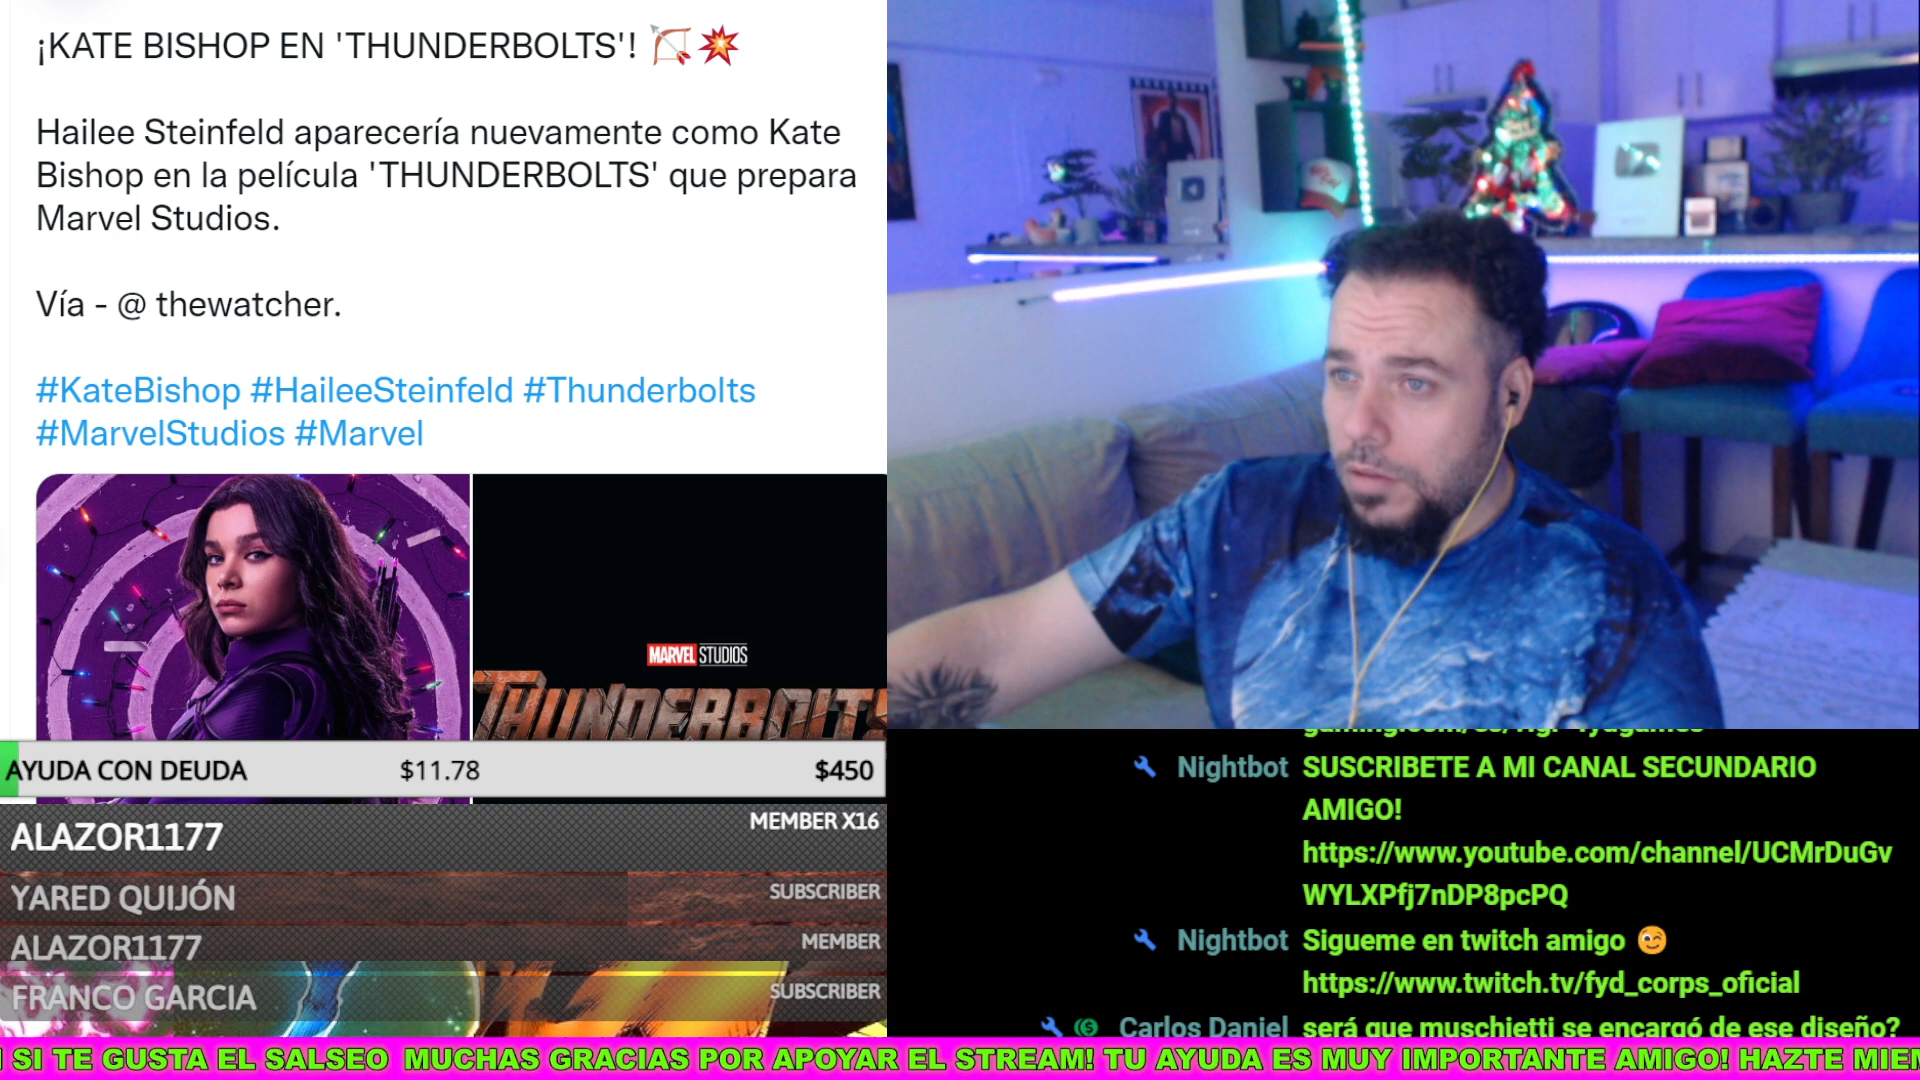 ¡KATE BISHOP EN 'THUNDERBOLTS'! 🏹💥
Hailee Steinfeld aparecería nuevamente como Kate
Bishop en la película 'THUNDERBOLTS' que prepara
Marvel Studios.
Vía - @ thewatcher.
#KateBishop #HaileeSteinfeld #Thunderbolts
#MarvelStudios #Marvel
MARVEL STUDIOS
THUNDERBOLTS
AYUDA CON DEUDA $11.78 $450
ALAZOR1177 MEMBER X16
YARED QUIJÓN SUBSCRIBER
ALAZOR1177 MEMBER
FRANCO GARCIA SUBSCRIBER
Nightbot SUSCRIBETE A MI CANAL SECUNDARIO
AMIGO!
https://www.youtube.com/channel/UCMrDuGv
WYLXPfj7nDP8pcPQ
Nightbot Sigueme en twitch amigo 😉
https://www.twitch.tv/fyd_corps_oficial
Carlos Daniel será que muschietti se encargó de ese diseño?
SI TE GUSTA EL SALSEO MUCHAS GRACIAS POR APOYAR EL STREAM! TU AYUDA ES MUY IMPORTANTE AMIGO! HAZTE MIEM